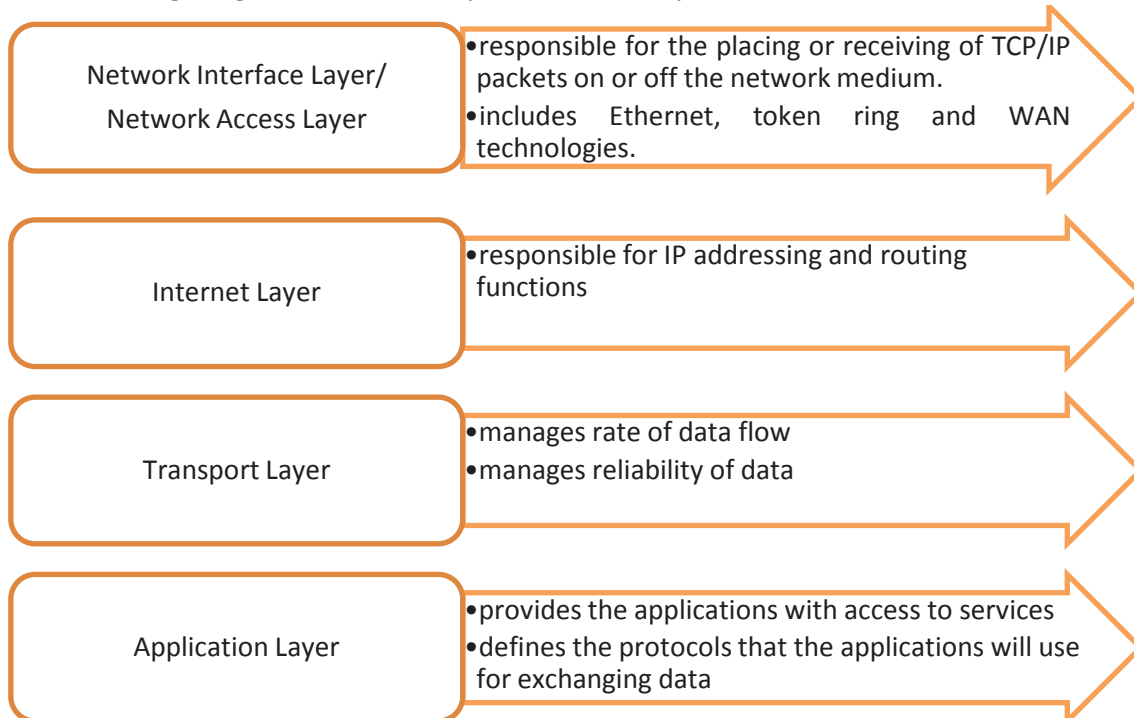 Network Interface Layer/
Network Access Layer
•responsible for the placing or receiving of TCP/IP
packets on or off the network medium.
•includes Ethernet, token ring and WAN
technologies.
Internet Layer
•responsible for IP addressing and routing
functions
Transport Layer
•manages rate of data flow
•manages reliability of data
Application Layer
•provides the applications with access to services
•defines the protocols that the applications will use
for exchanging data